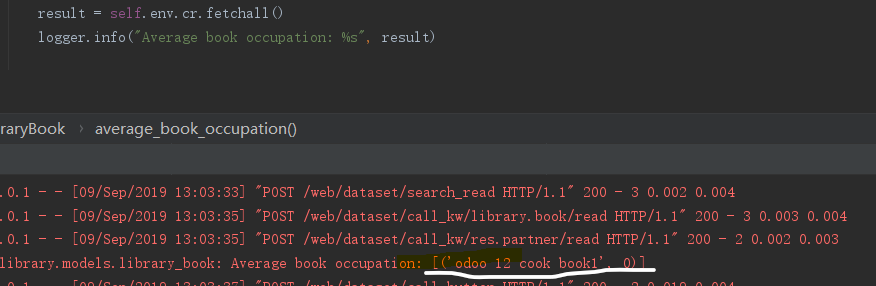 result = self.env.cr.fetchall()
logger.info("Average book occupation: %s", result)
raryBook › average_book_occupation()
.0.1 - - [09/Sep/2019 13:03:33] "POST /web/dataset/search_read HTTP/1.1" 200 - 3 0.002 0.004
.0.1 - - [09/Sep/2019 13:03:35] "POST /web/dataset/call_kw/library.book/read HTTP/1.1" 200 - 3 0.003 0.004
.0.1 - - [09/Sep/2019 13:03:35] "POST /web/dataset/call_kw/res.partner/read HTTP/1.1" 200 - 2 0.002 0.003
library.models.library_book: Average book occupation: [('odoo 12 cook book1', 0)]